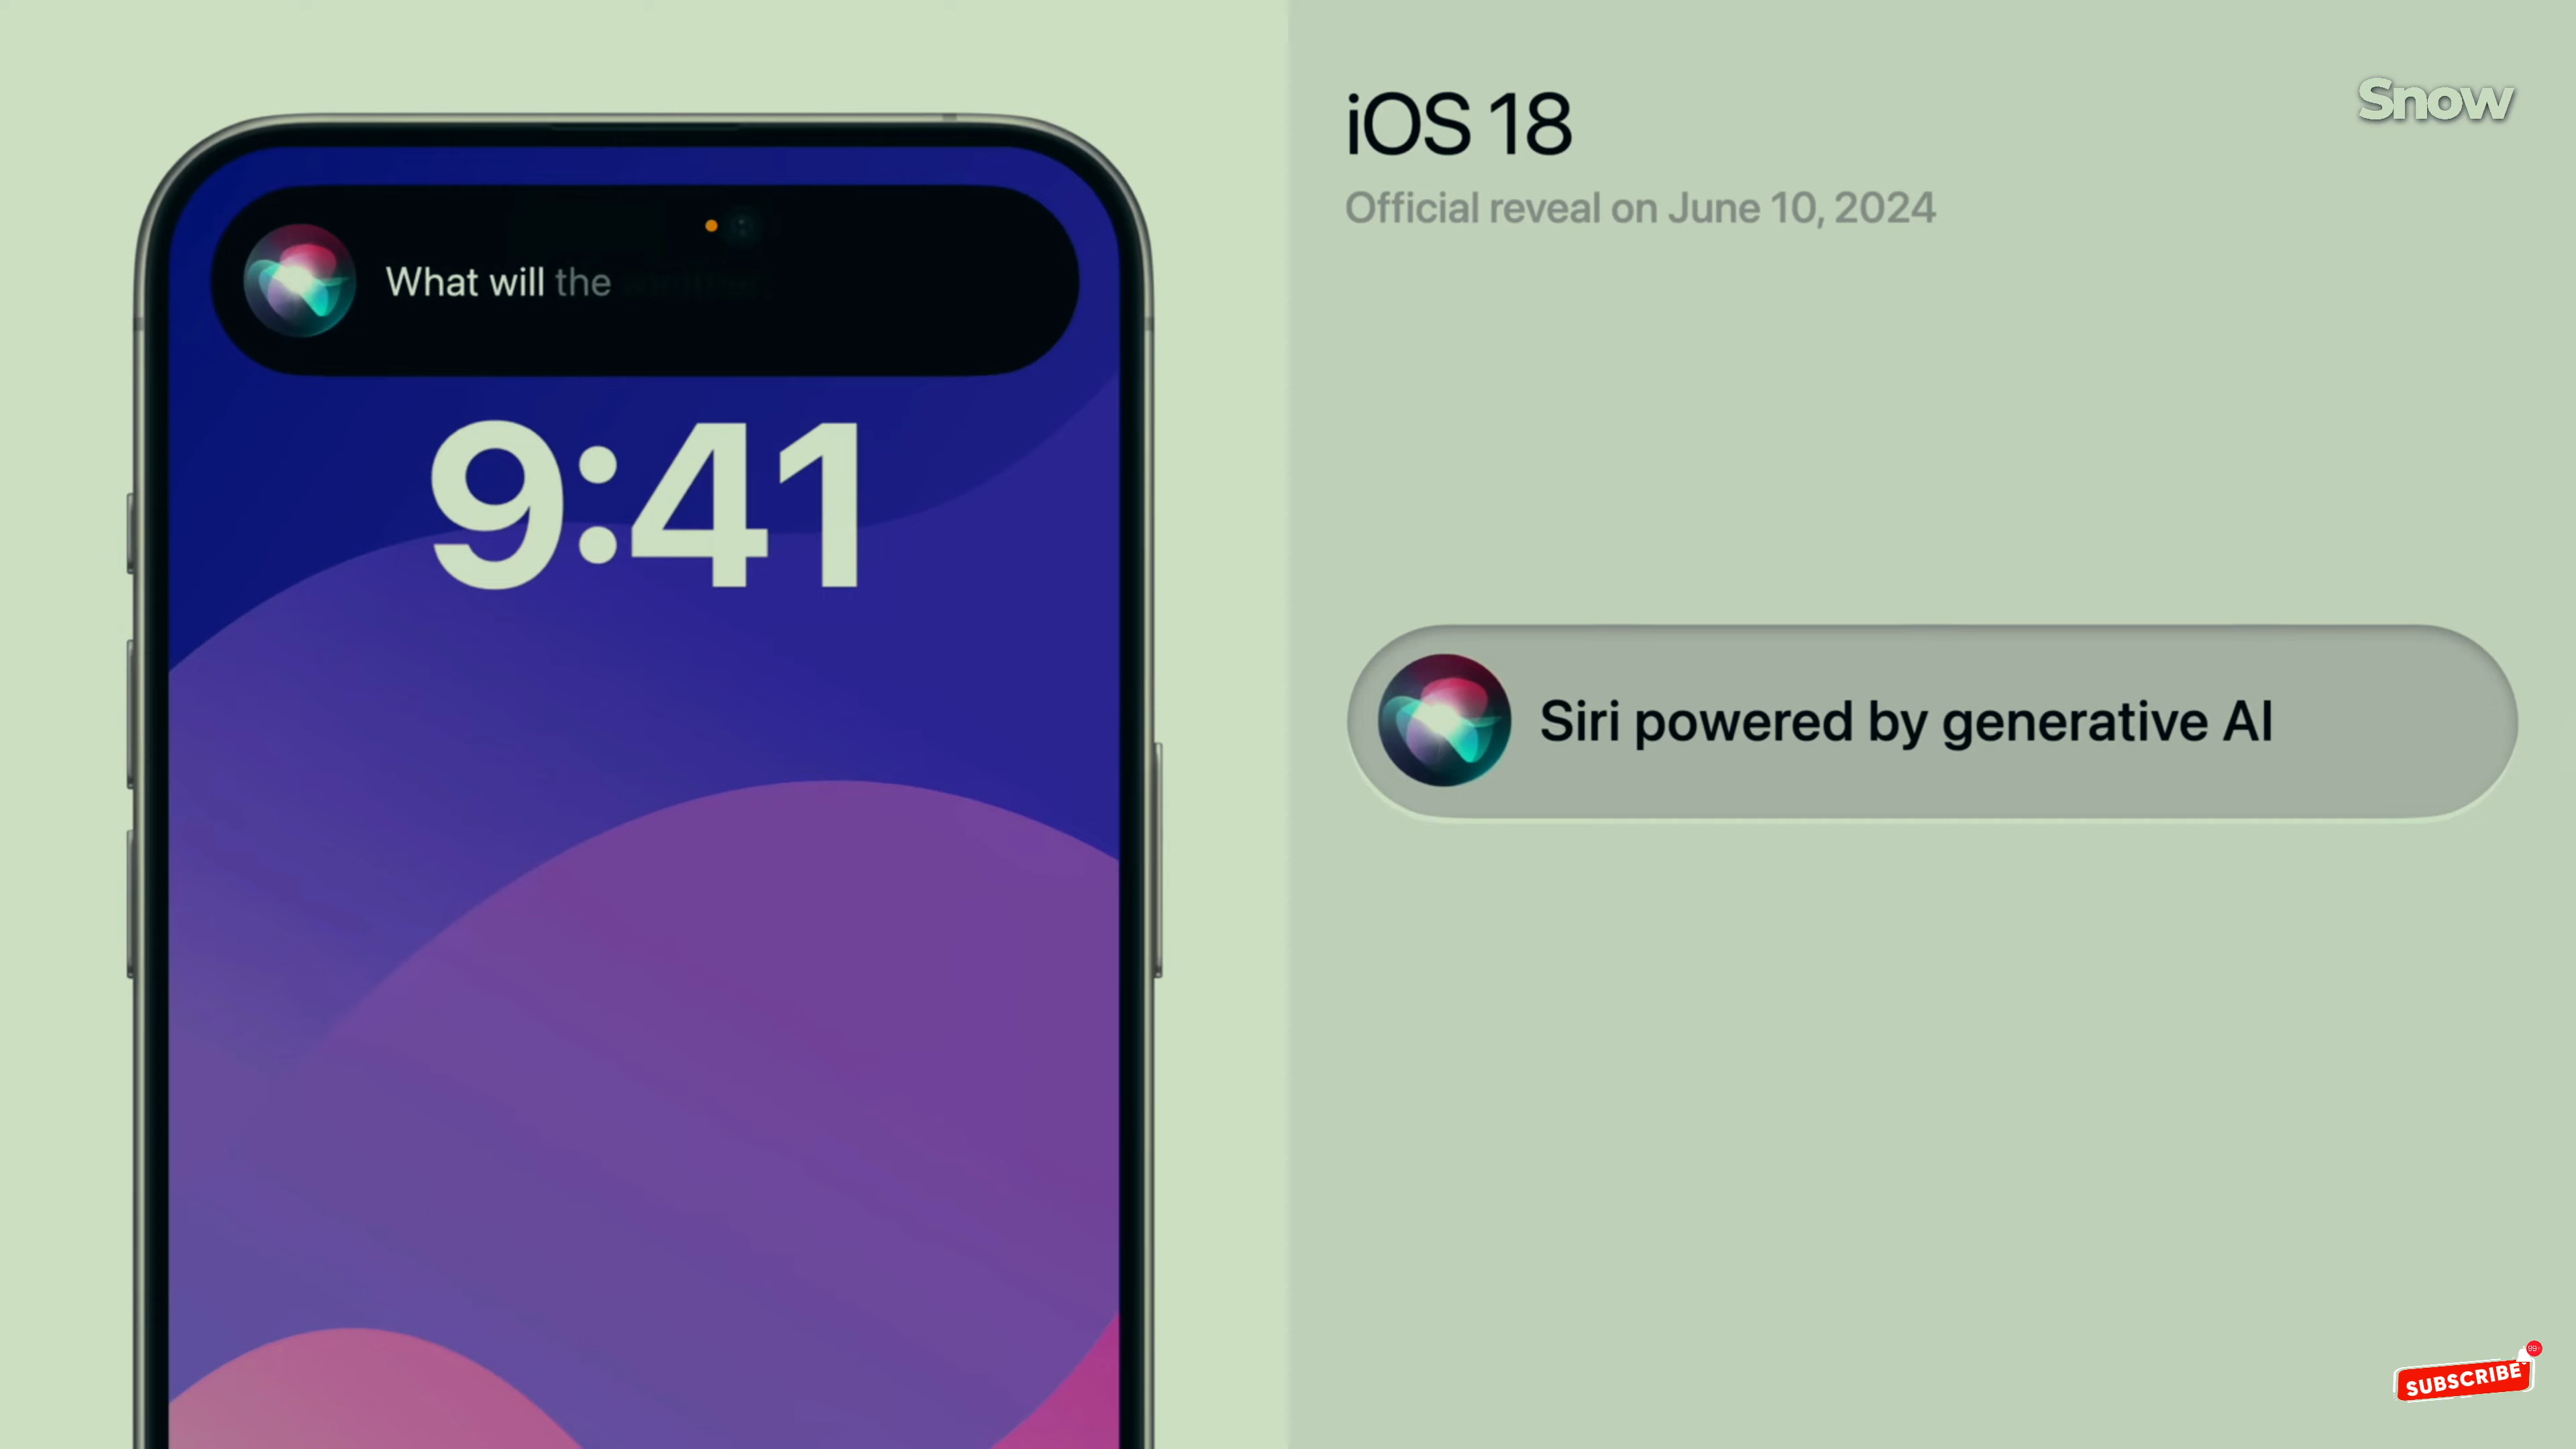 What will the
9:41
iOS 18
Official reveal on June 10, 2024
Snow
Siri powered by generative AI
SUBSCRIBE
99+